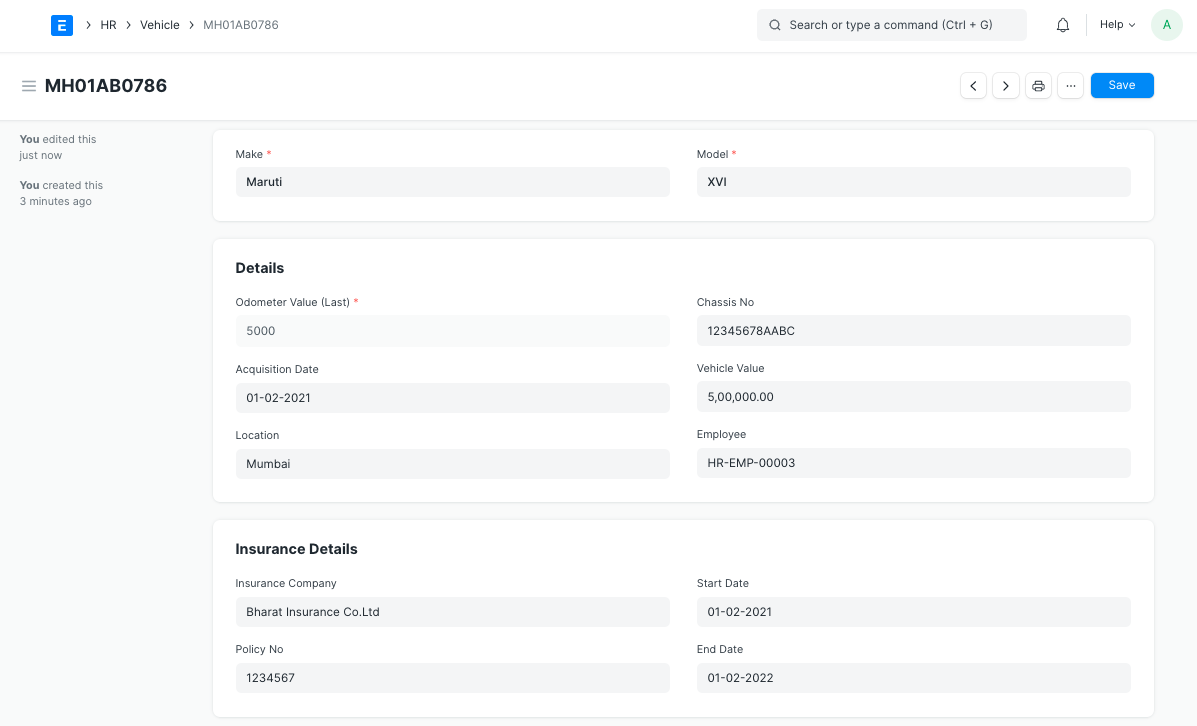 E HR Vehicle MH01AB0786
Search or type a command (Ctrl + G)
Help
A
MH01AB0786
Save
You edited this
just now
You created this
3 minutes ago
Make * Model *
Maruti XVI
Details
Odometer Value (Last) * Chassis No
5000 12345678AABC
Acquisition Date Vehicle Value
01-02-2021 5,00,000.00
Location Employee
Mumbai HR-EMP-00003
Insurance Details
Insurance Company Start Date
Bharat Insurance Co.Ltd 01-02-2021
Policy No End Date
1234567 01-02-2022